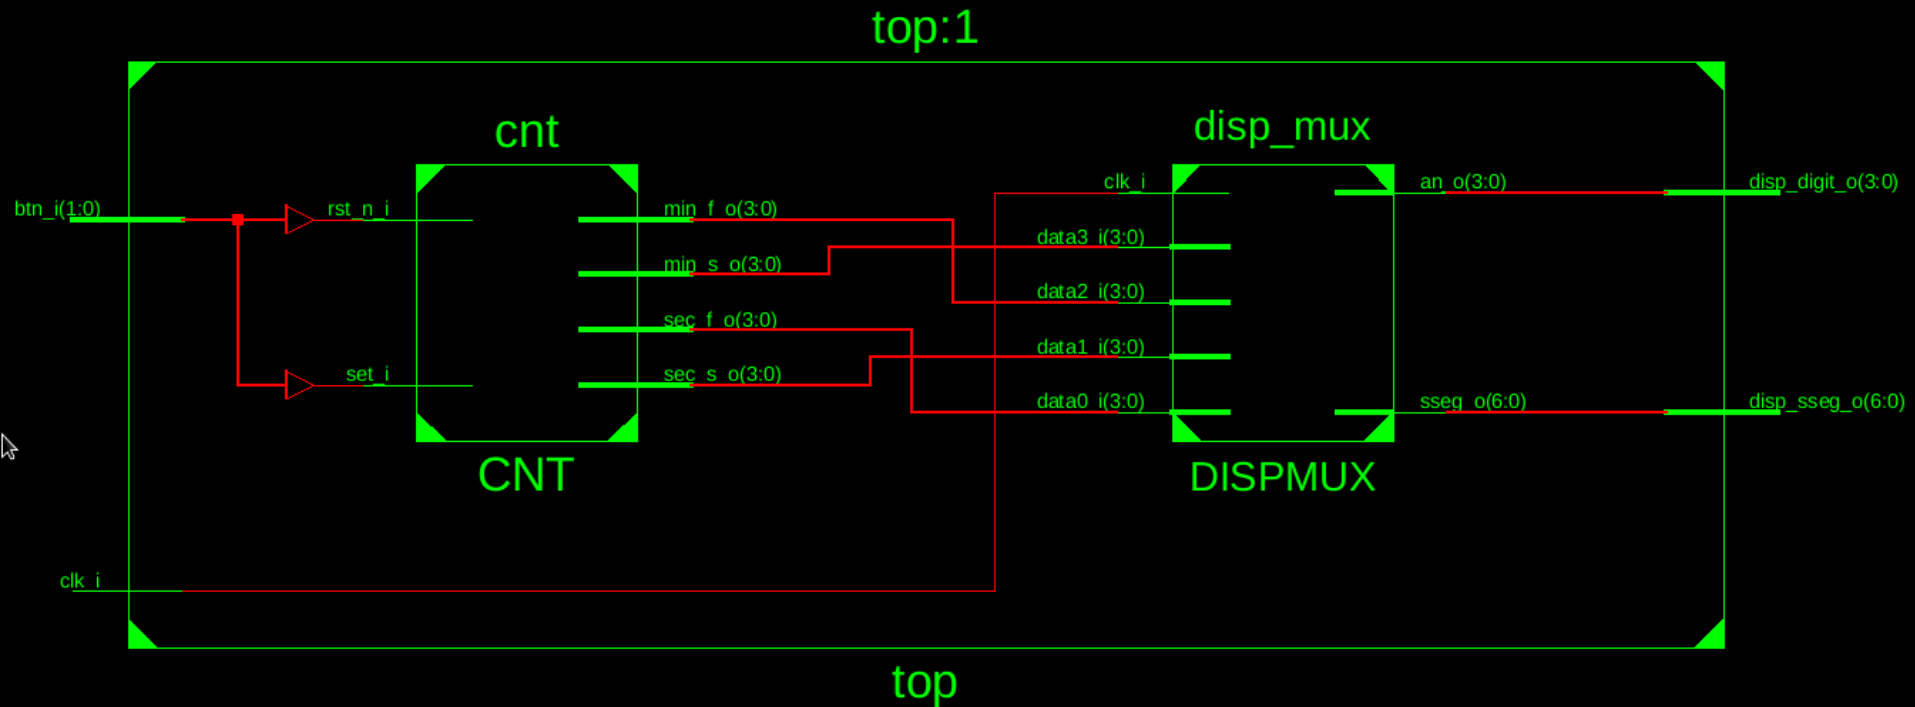 top:1
cnt
disp_mux
btn_i(1:0)
rst_n_i
set_i
min_f_o(3:0)
min_s_o(3:0)
sec_f_o(3:0)
sec_s_o(3:0)
CNT
clk_i
data3_i(3:0)
data2_i(3:0)
data1_i(3:0)
data0_i(3:0)
an_o(3:0)
sseg_o(6:0)
DISPMUX
disp_digit_o(3:0)
disp_sseg_o(6:0)
clk_i
top